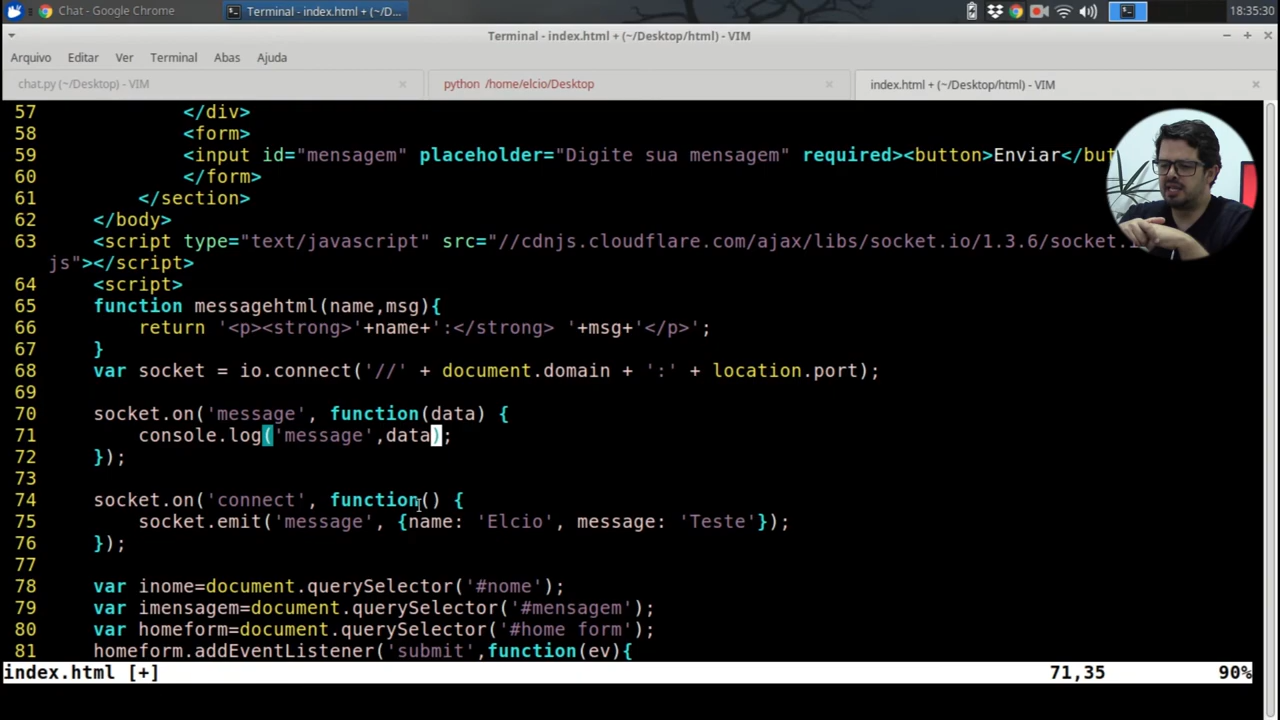 Chat - Google Chrome
Terminal - index.html + (~/D...
18:35:30
Terminal - index.html + (~/Desktop/html) - VIM
Arquivo Editar Ver Terminal Abas Ajuda
chat.py (~/Desktop) - VIM
python /home/elcio/Desktop
index.html + (~/Desktop/html) - VIM
57 </div>
58 <form>
59 <input id="mensagem" placeholder="Digite sua mensagem" required><button>Enviar</but
60 </form>
61 </section>
62 </body>
63 <script type="text/javascript" src="//cdnjs.cloudflare.com/ajax/libs/socket.io/1.3.6/socket.
js"></script>
64 <script>
65 function messagehtml(name,msg){
66 return '<p><strong>'+name+':</strong> '+msg+'</p>';
67 }
68 var socket = io.connect('//' + document.domain + ':' + location.port);
69
70 socket.on('message', function(data) {
71 console.log('message',data);
72 });
73
74 socket.on('connect', function() {
75 socket.emit('message', {name: 'Elcio', message: 'Teste'});
76 });
77
78 var inome=document.querySelector('#nome');
79 var imensagem=document.querySelector('#mensagem');
80 var homeform=document.querySelector('#home form');
81 homeform.addEventListener('submit',function(ev){
index.html [+] 71,35 90%